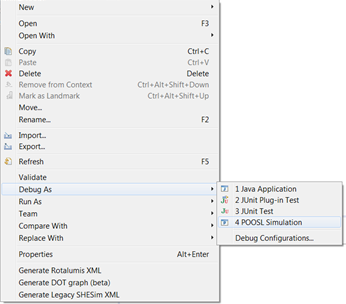 New
Open F3
Open With
Copy Ctrl+C
Paste Ctrl+V
Delete Delete
Remove from Context Ctrl+Alt+Shift+Down
Mark as Landmark Ctrl+Alt+Shift+Up
Move...
Rename... F2
Import...
Export...
Refresh F5
Validate
Debug As
Run As
Team
Compare With
Replace With
Properties Alt+Enter
Generate Rotalumis XML
Generate DOT graph (beta)
Generate Legacy SHESim XML
1 Java Application
2 JUnit Plug-in Test
3 JUnit Test
4 POOSL Simulation
Debug Configurations...